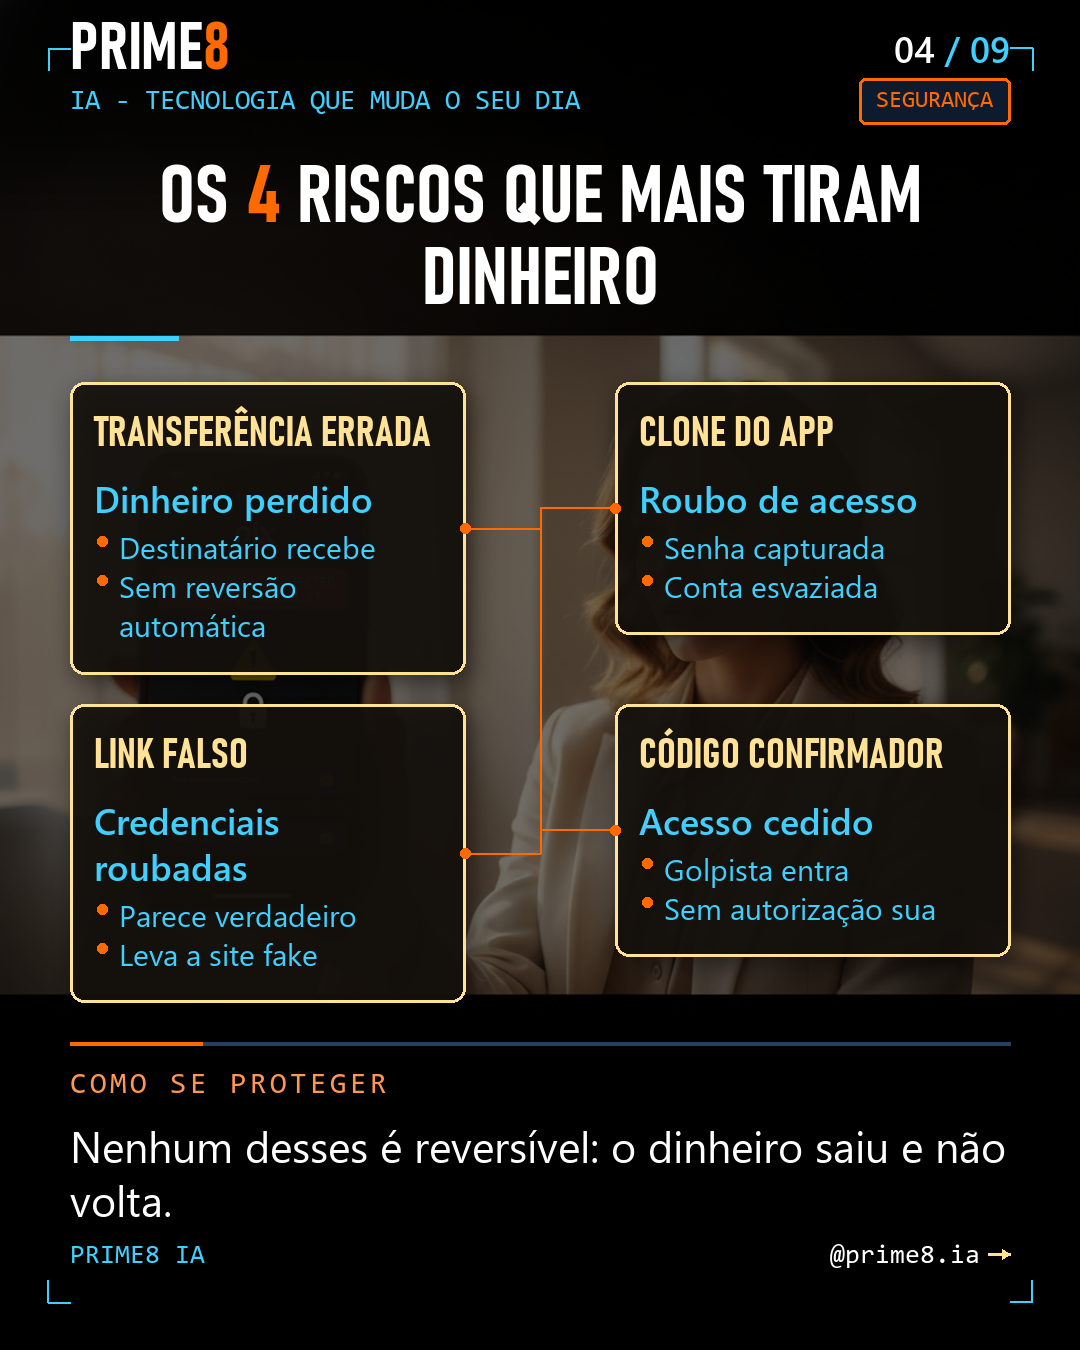 PRIME8
IA - TECNOLOGIA QUE MUDA O SEU DIA
04 / 09
SEGURANÇA
OS 4 RISCOS QUE MAIS TIRAM
DINHEIRO
TRANSFERÊNCIA ERRADA
Dinheiro perdido
Destinatário recebe
Sem reversão
automática
CLONE DO APP
Roubo de acesso
Senha capturada
Conta esvaziada
LINK FALSO
Credenciais
roubadas
Parece verdadeiro
Leva a site fake
CÓDIGO CONFIRMADOR
Acesso cedido
Golpista entra
Sem autorização sua
COMO SE PROTEGER
Nenhum desses é reversível: o dinheiro saiu e não
volta.
PRIME8 IA
@prime8.ia